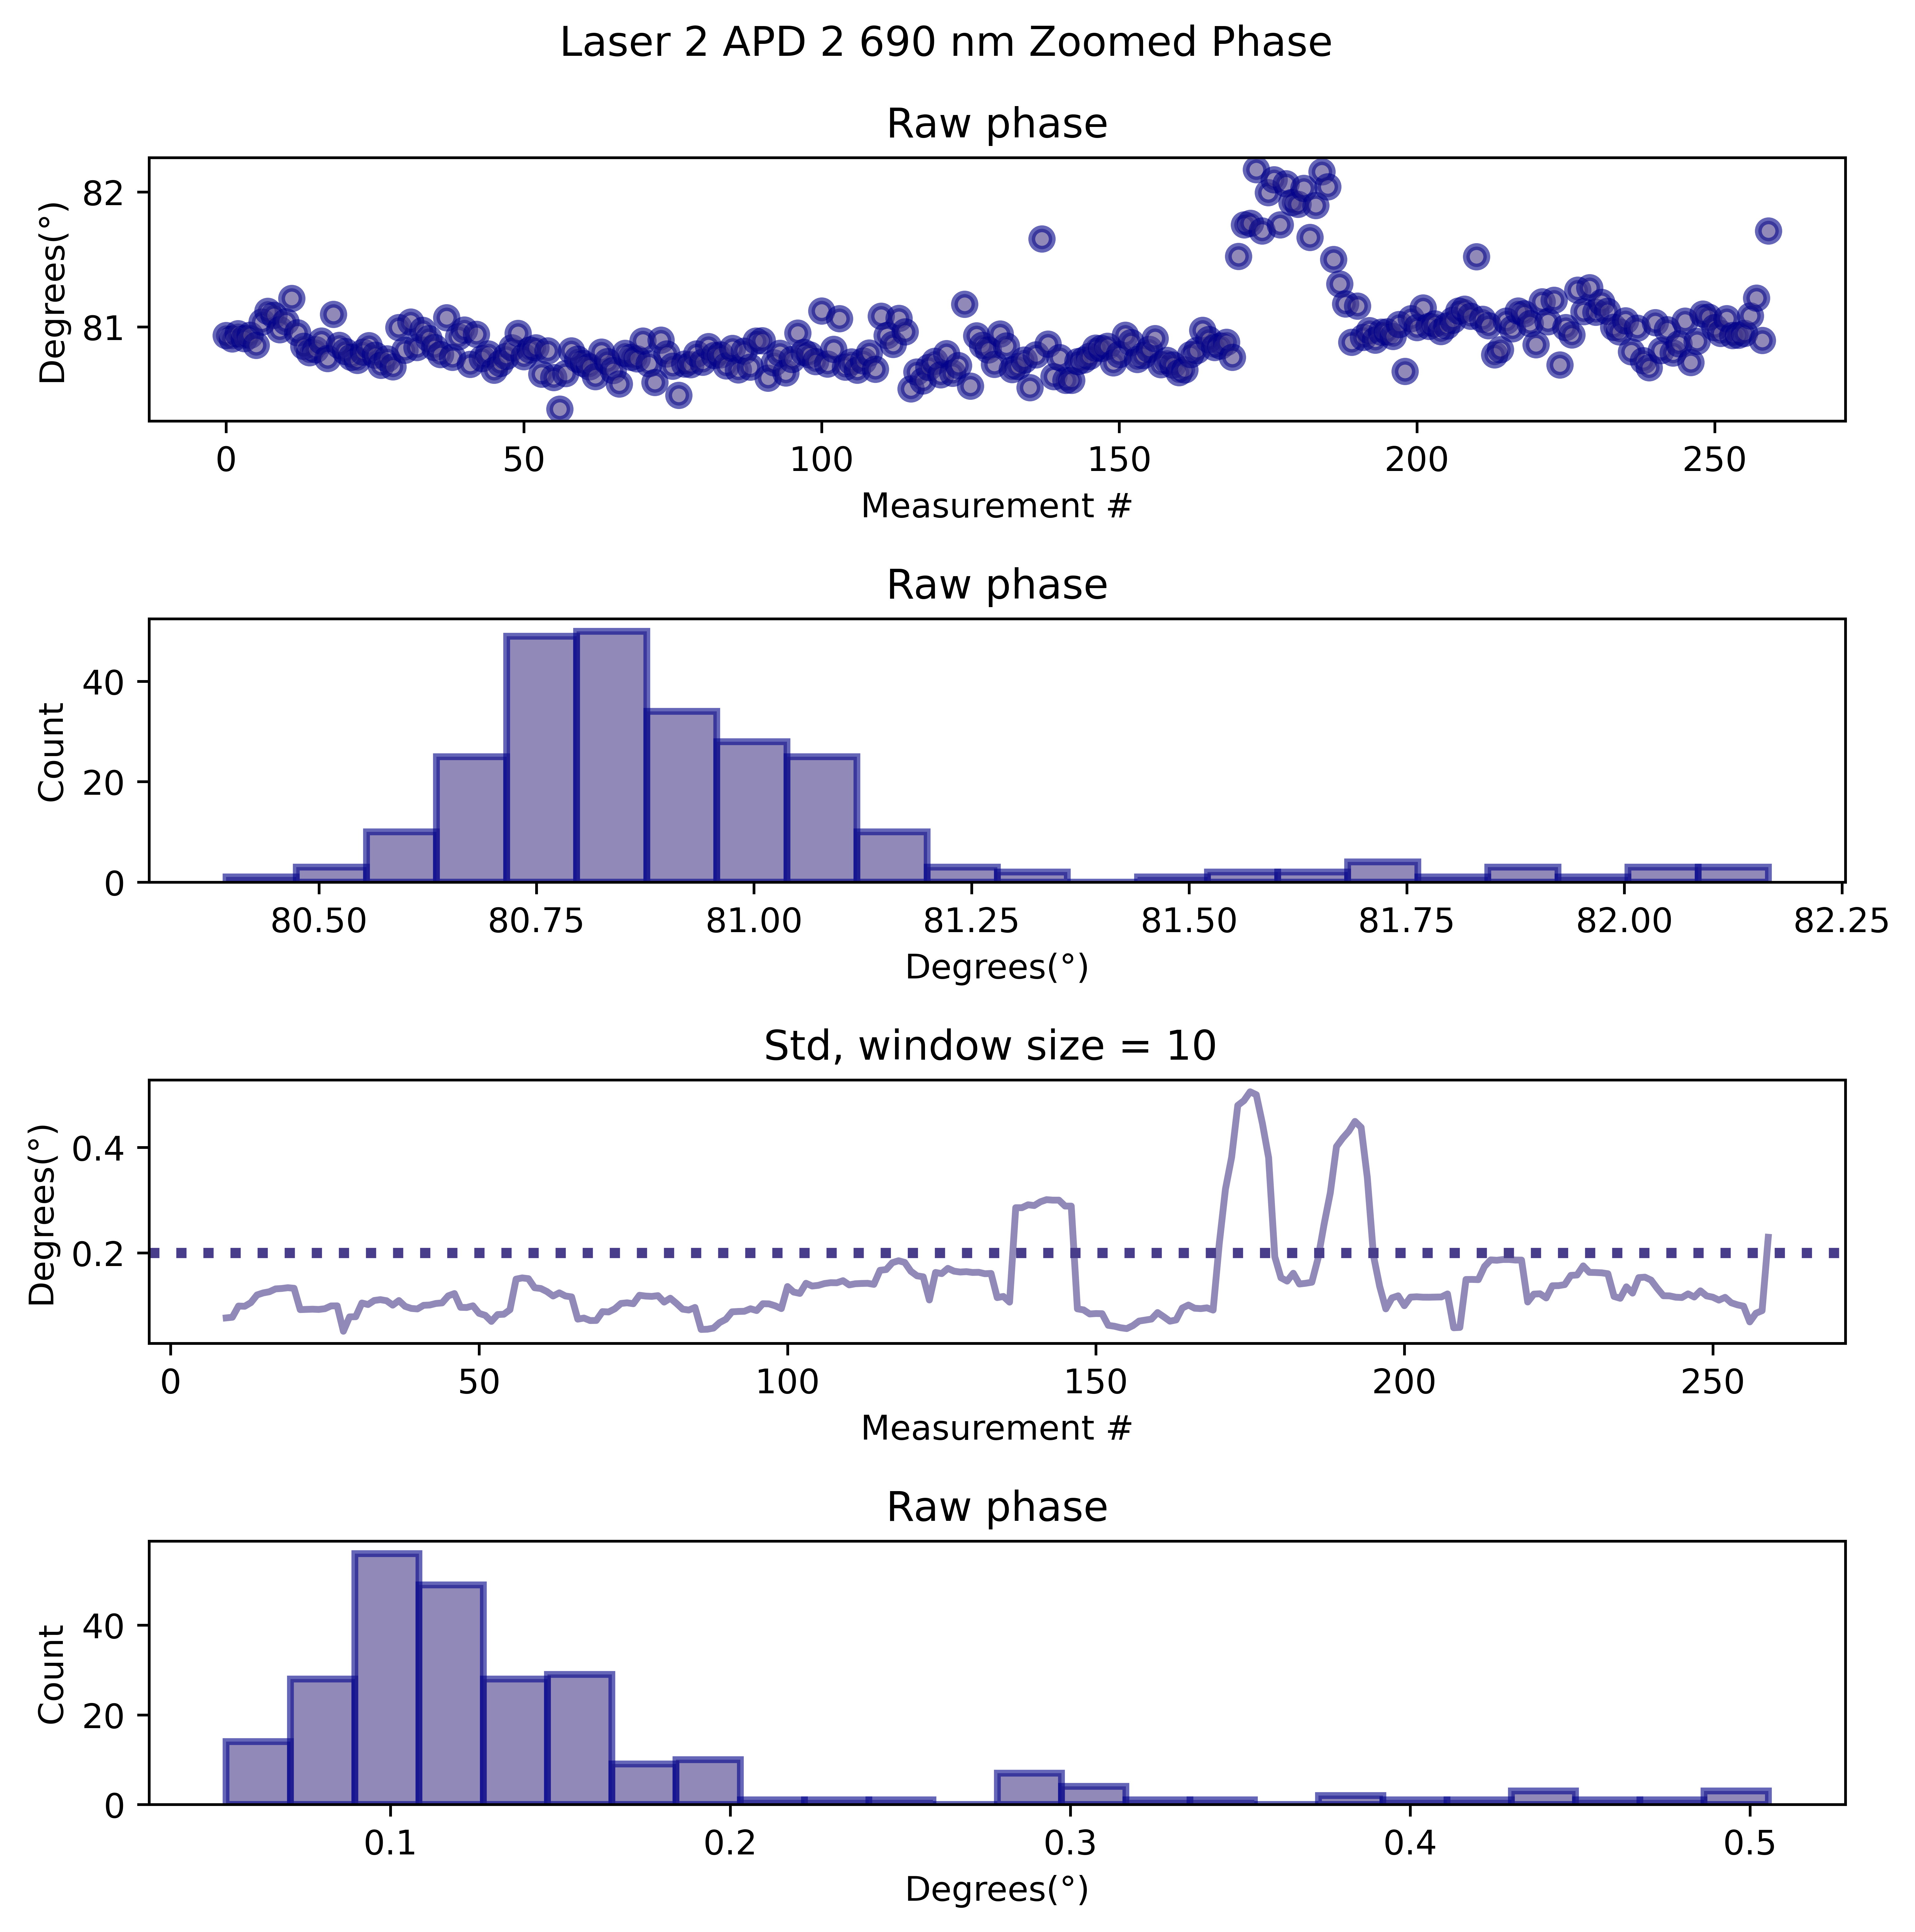 Laser 2 APD 2 690 nm Zoomed Phase
Raw phase
Degrees(°)
82
81
0 50 100 150 200 250
Measurement #
Raw phase
Count
40
20
0
80.50 80.75 81.00 81.25 81.50 81.75 82.00 82.25
Degrees(°)
Std, window size = 10
Degrees(°)
0.4
0.2
0 50 100 150 200 250
Measurement #
Raw phase
Count
40
20
0
0.1 0.2 0.3 0.4 0.5
Degrees(°)